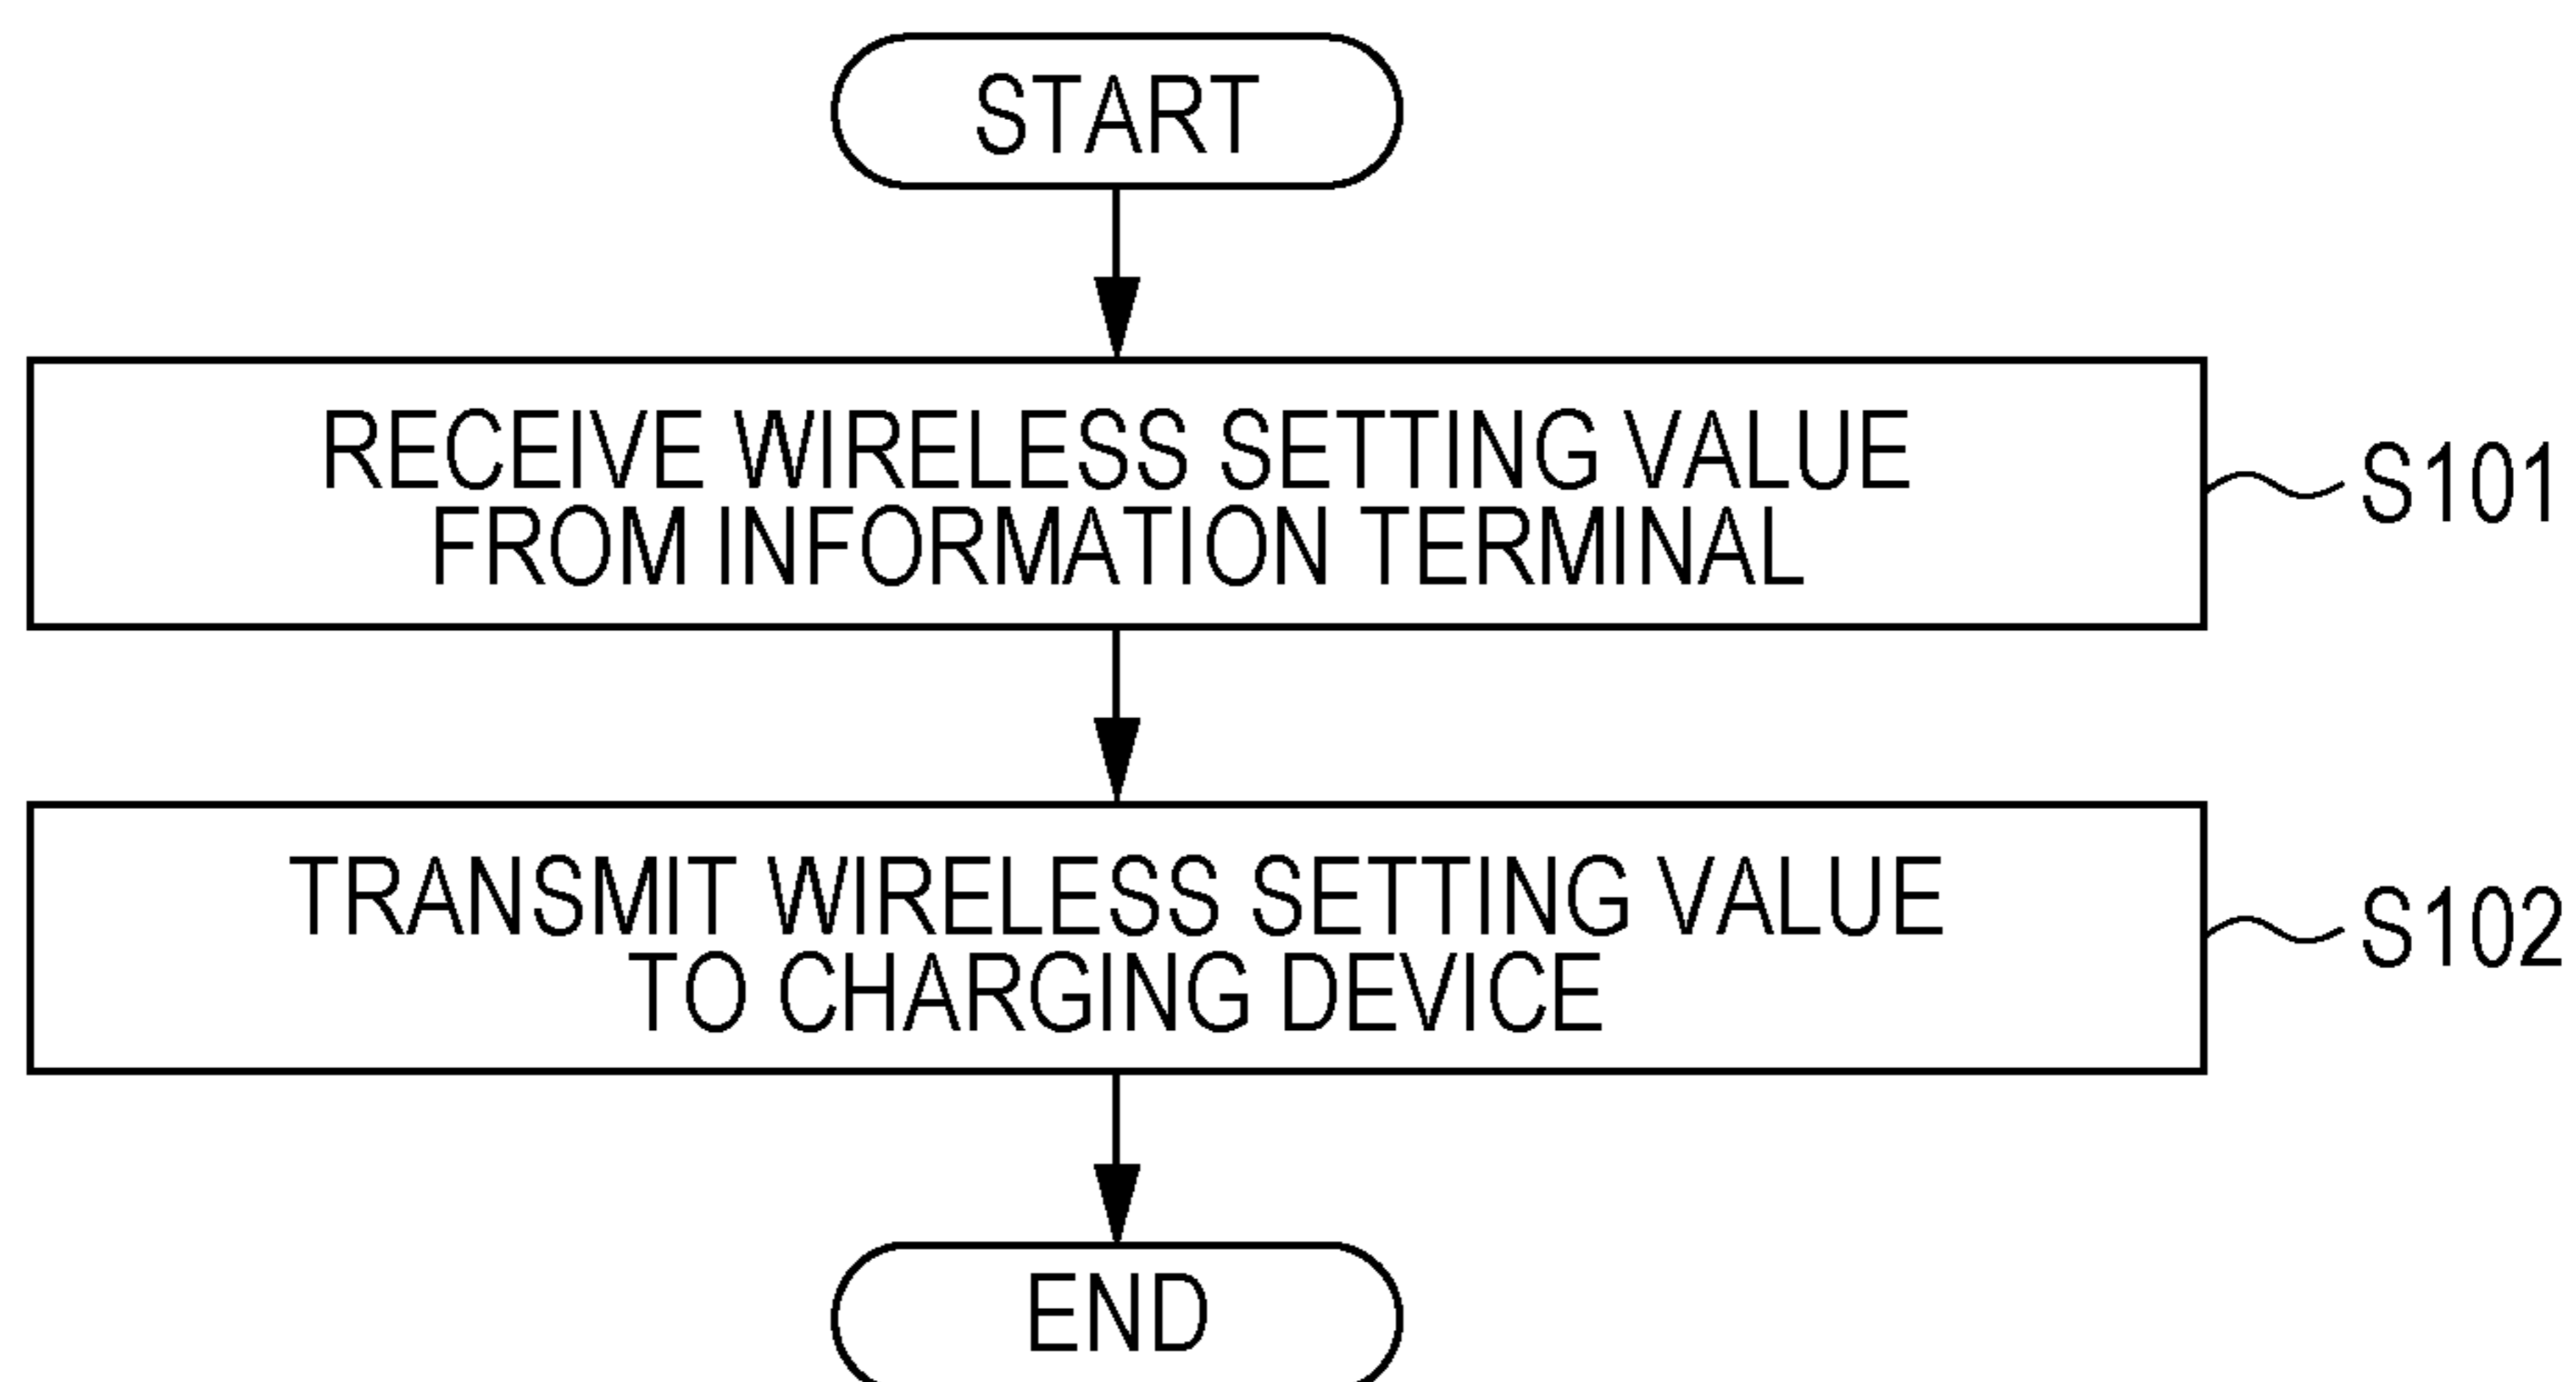 START
RECEIVE WIRELESS SETTING VALUE
FROM INFORMATION TERMINAL
S101
TRANSMIT WIRELESS SETTING VALUE
TO CHARGING DEVICE
S102
END